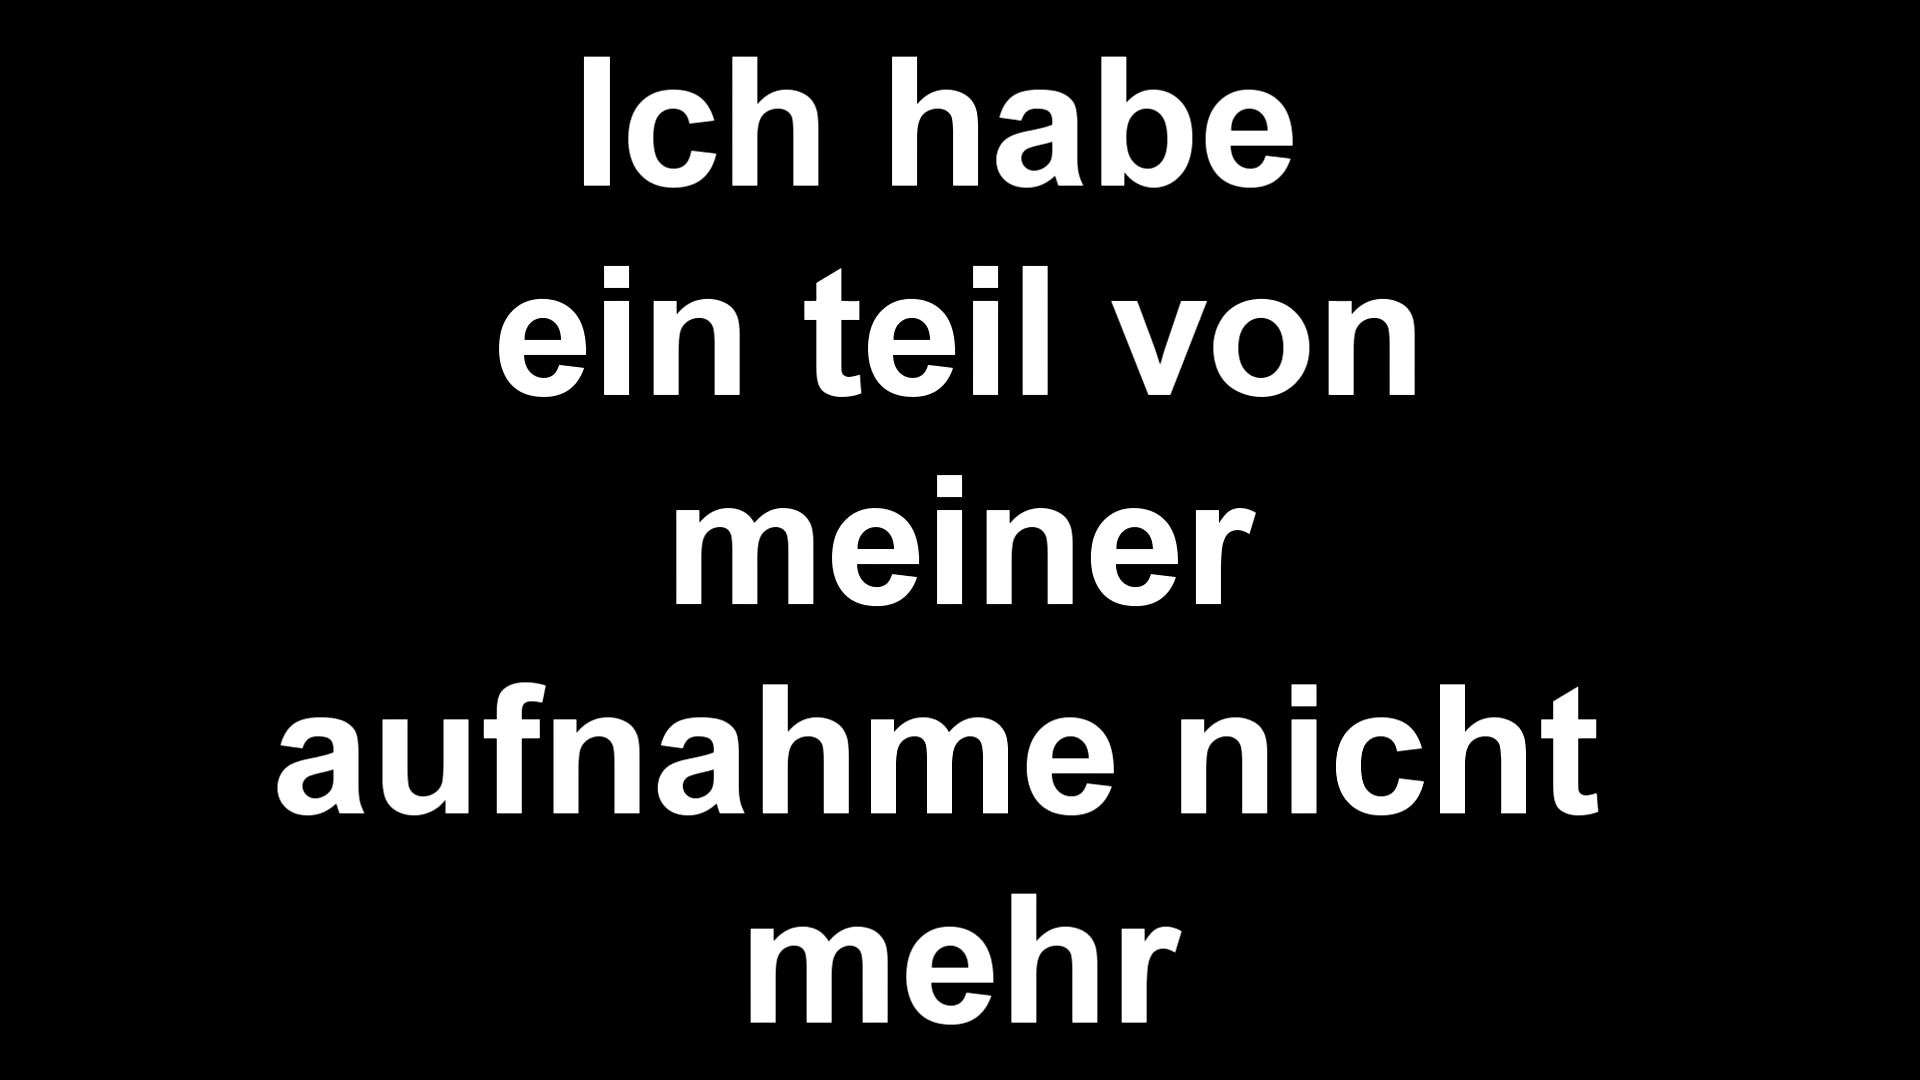 Ich habe
ein teil von
meiner
aufnahme nicht
mehr